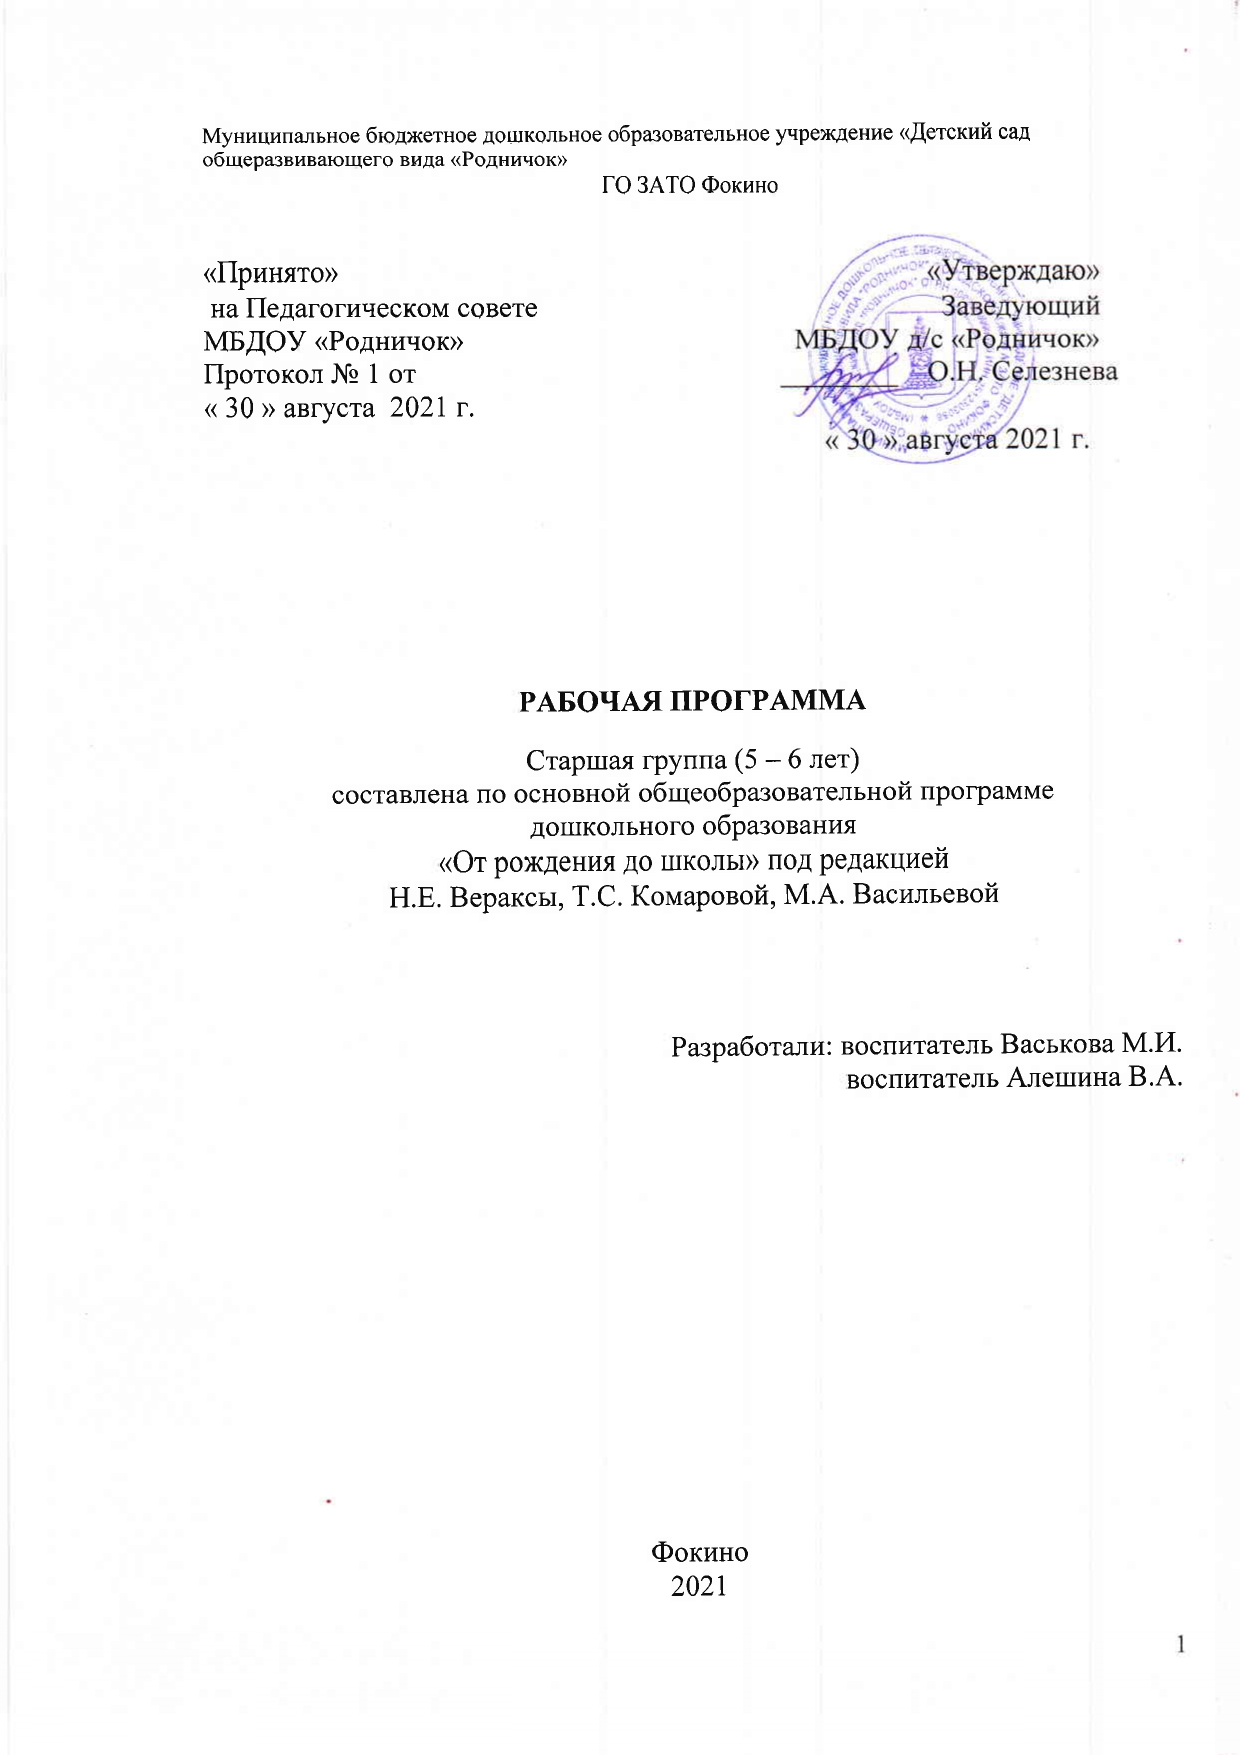 Муниципальное бюджетное дошкольное образовательное учреждение «Детский сад
общеразвивающего вида «Родничок»
ГО ЗАТО Фокино
«Принято»
на Педагогическом совете
МБДОУ «Родничок»
Протокол № 1 от
« 30 » августа 2021 г.
«Утверждаю»
Заведующий
МБДОУ д/с «Родничок»
________ О.Н. Селезнева
« 30 » августа 2021 г.
РАБОЧАЯ ПРОГРАММА
Старшая группа (5 – 6 лет)
составлена по основной общеобразовательной программе
дошкольного образования
«От рождения до школы» под редакцией
Н.Е. Вераксы, Т.С. Комаровой, М.А. Васильевой
Разработали: воспитатель Васькова М.И.
воспитатель Алешина В.А.
Фокино
2021
1